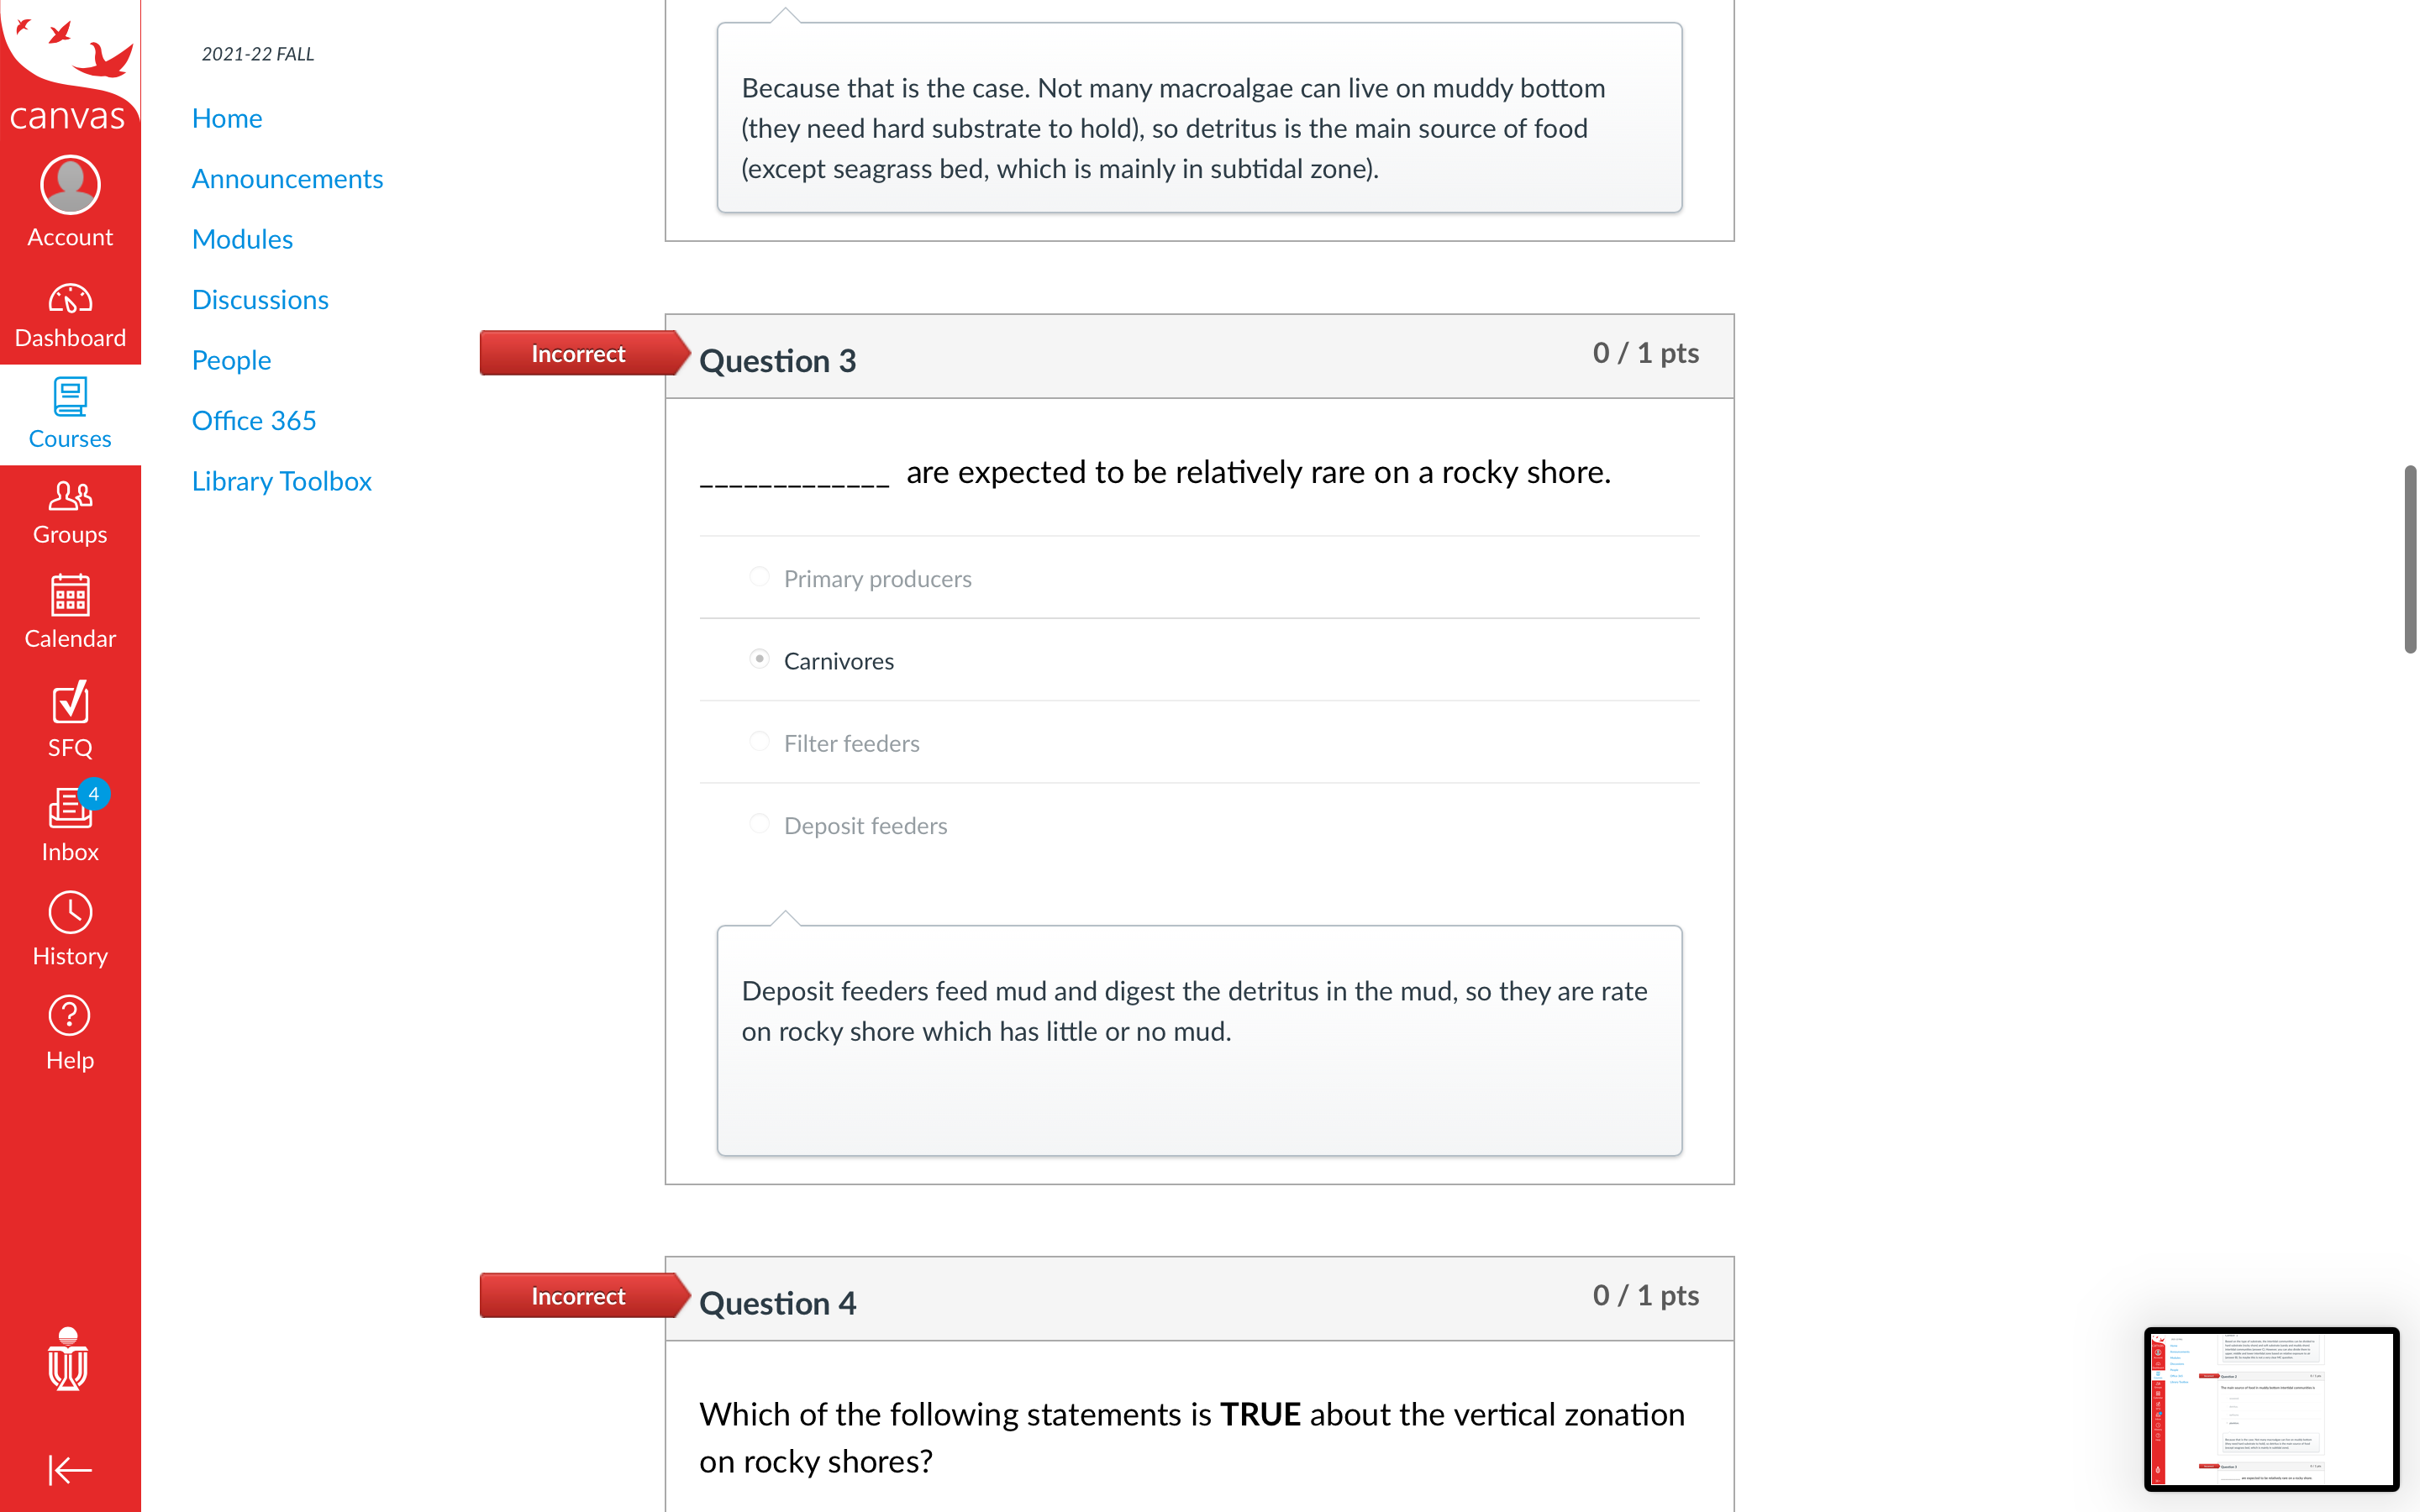 canvas
Account
Dashboard
Courses
Groups
Calendar
SFQ
4
Inbox
History
Help
2021-22 FALL
Home
Announcements
Modules
Discussions
People
Office 365
Library Toolbox
Because that is the case. Not many macroalgae can live on muddy bottom
(they need hard substrate to hold), so detritus is the main source of food
(except seagrass bed, which is mainly in subtidal zone).
Incorrect
Question 3
0 / 1 pts
_____________ are expected to be relatively rare on a rocky shore.
Primary producers
Carnivores
Filter feeders
Deposit feeders
Deposit feeders feed mud and digest the detritus in the mud, so they are rate
on rocky shore which has little or no mud.
Incorrect
Question 4
0 / 1 pts
Which of the following statements is TRUE about the vertical zonation
on rocky shores?